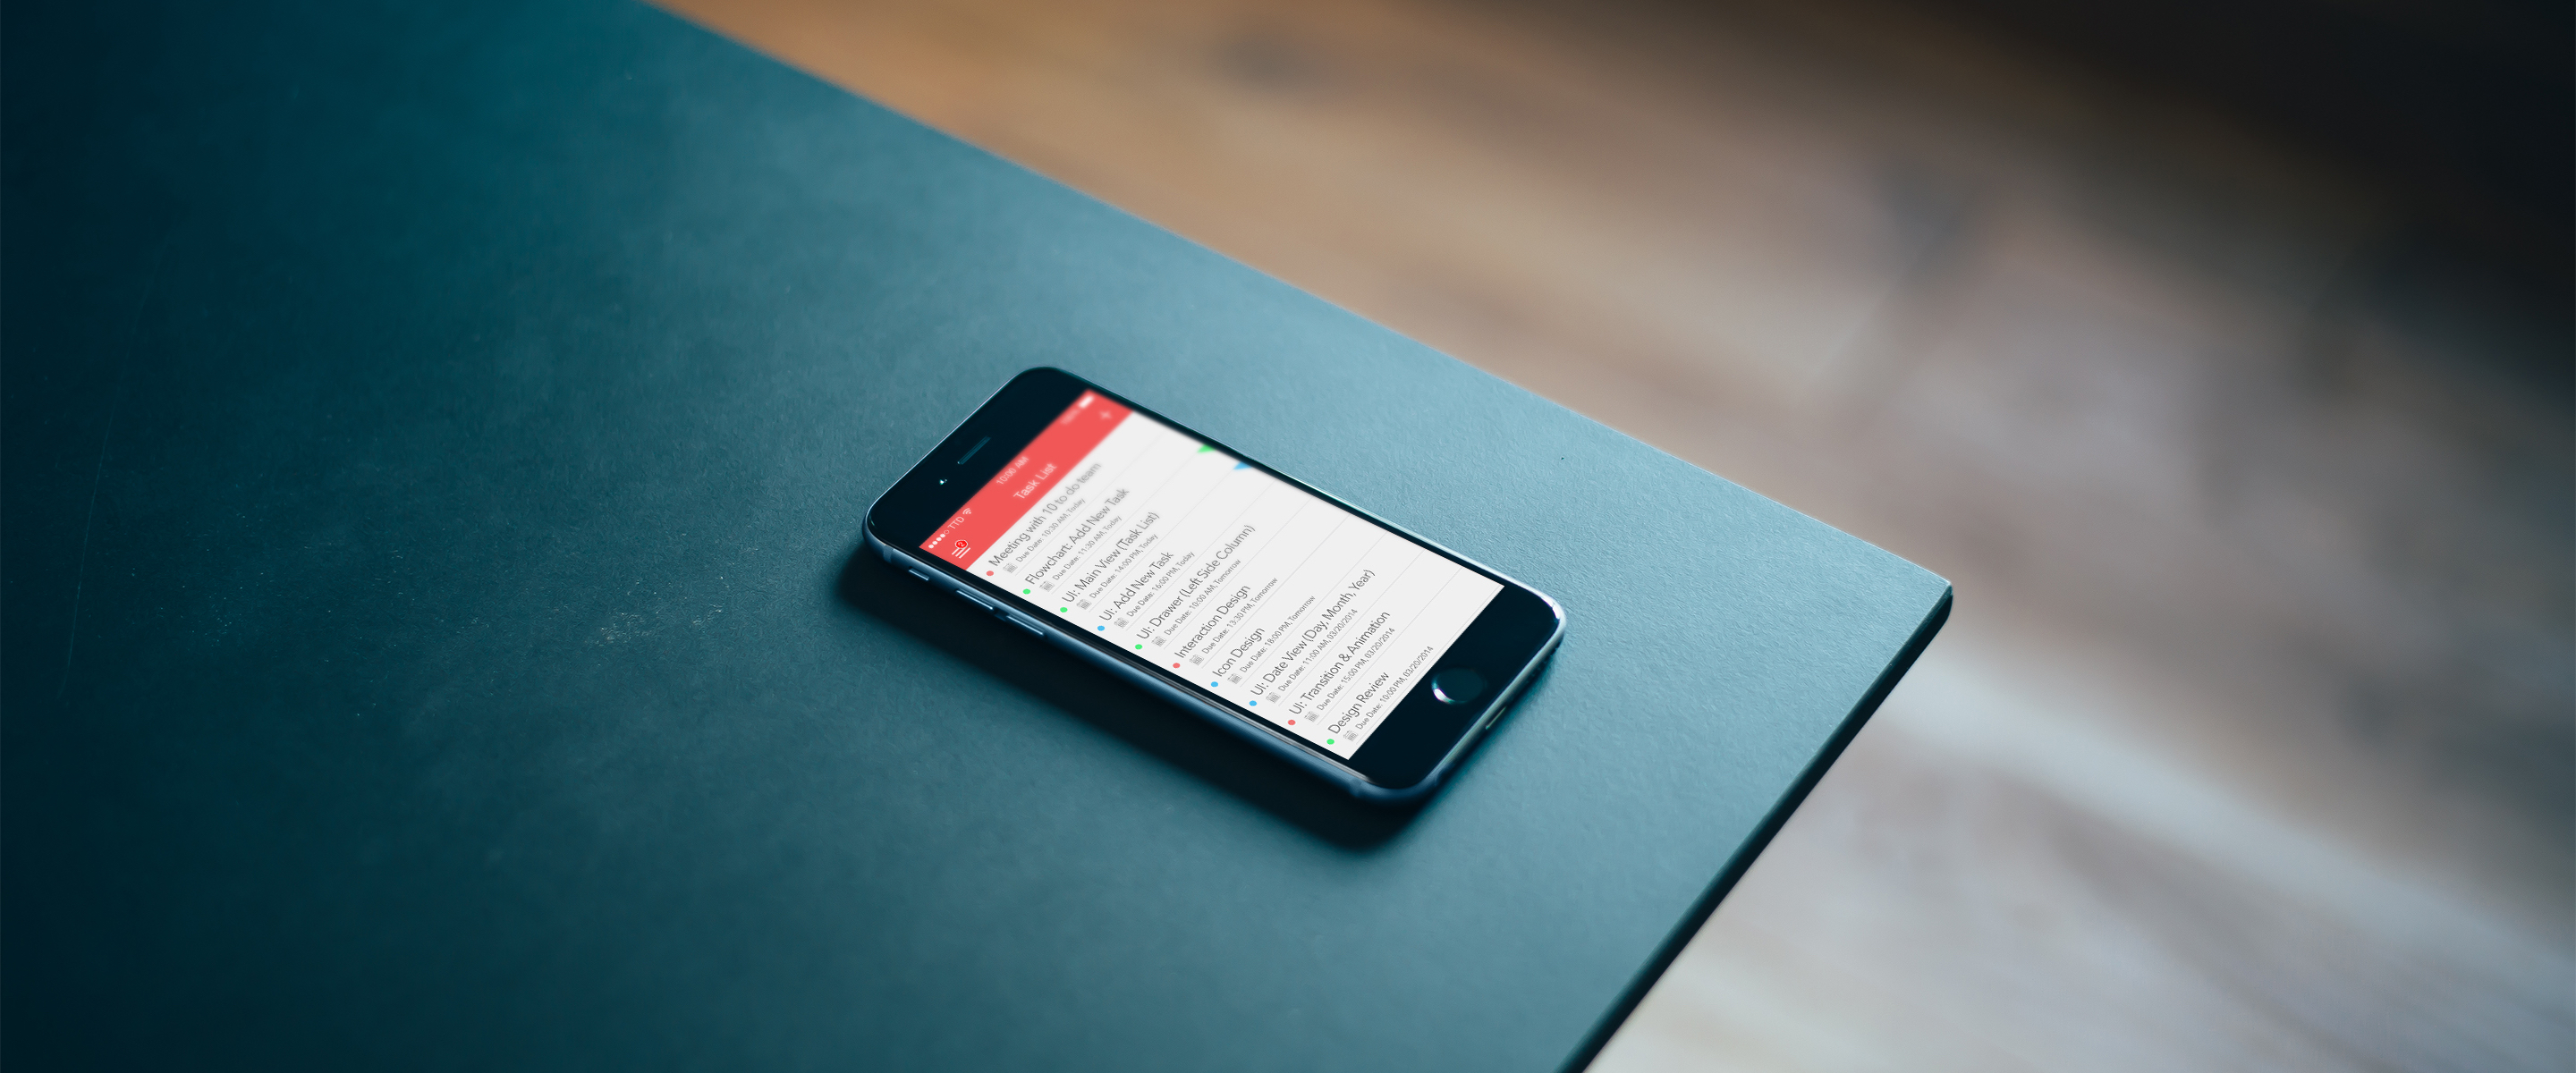 TTD
10:00 AM
Task List
2
Meeting with 10 to do team
Due Date: 10:30 AM, Today
Flowchart: Add New Task
Due Date: 11:30 AM, Today
UI: Main View (Task List)
Due Date: 14:00 PM, Today
UI: Add New Task
Due Date: 16:00 PM, Today
UI: Drawer (Left Side Column)
Due Date: 10:00 AM, Tomorrow
Interaction Design
Due Date: 13:30 PM, Tomorrow
Icon Design
Due Date: 18:00 PM, Tomorrow
UI: Date View (Day, Month, Year)
Due Date: 11:00 AM, 03/20/2014
UI: Transition & Animation
Due Date: 15:00 PM, 03/20/2014
Design Review
Due Date: 10:00 PM, 03/20/2014